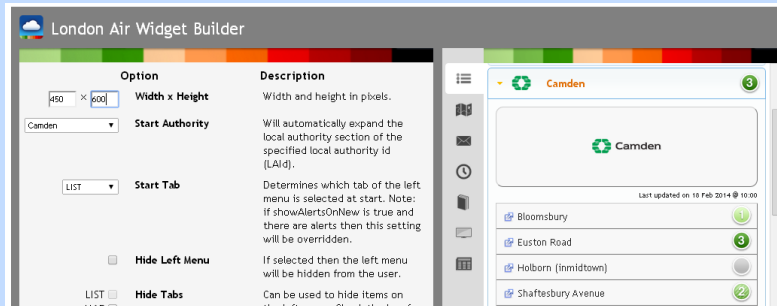 London Air Widget Builder
Option Description
450 × 600 Width x Height Width and height in pixels.
Camden Start Authority Will automatically expand the
local authority section of the
specified local authority id
(LAId).
LIST Start Tab Determines which tab of the left
menu is selected at start. Note:
if showAlertsOnNew is true and
there are alerts then this setting
will be overridden.
Hide Left Menu If selected then the left menu
will be hidden from the user.
LIST Hide Tabs Can be used to hide items on
Camden 3
Camden
Last updated on 18 Feb 2014 @ 10:00
Bloomsbury 1
Euston Road 3
Holborn (inmidtown)
Shaftesbury Avenue 2